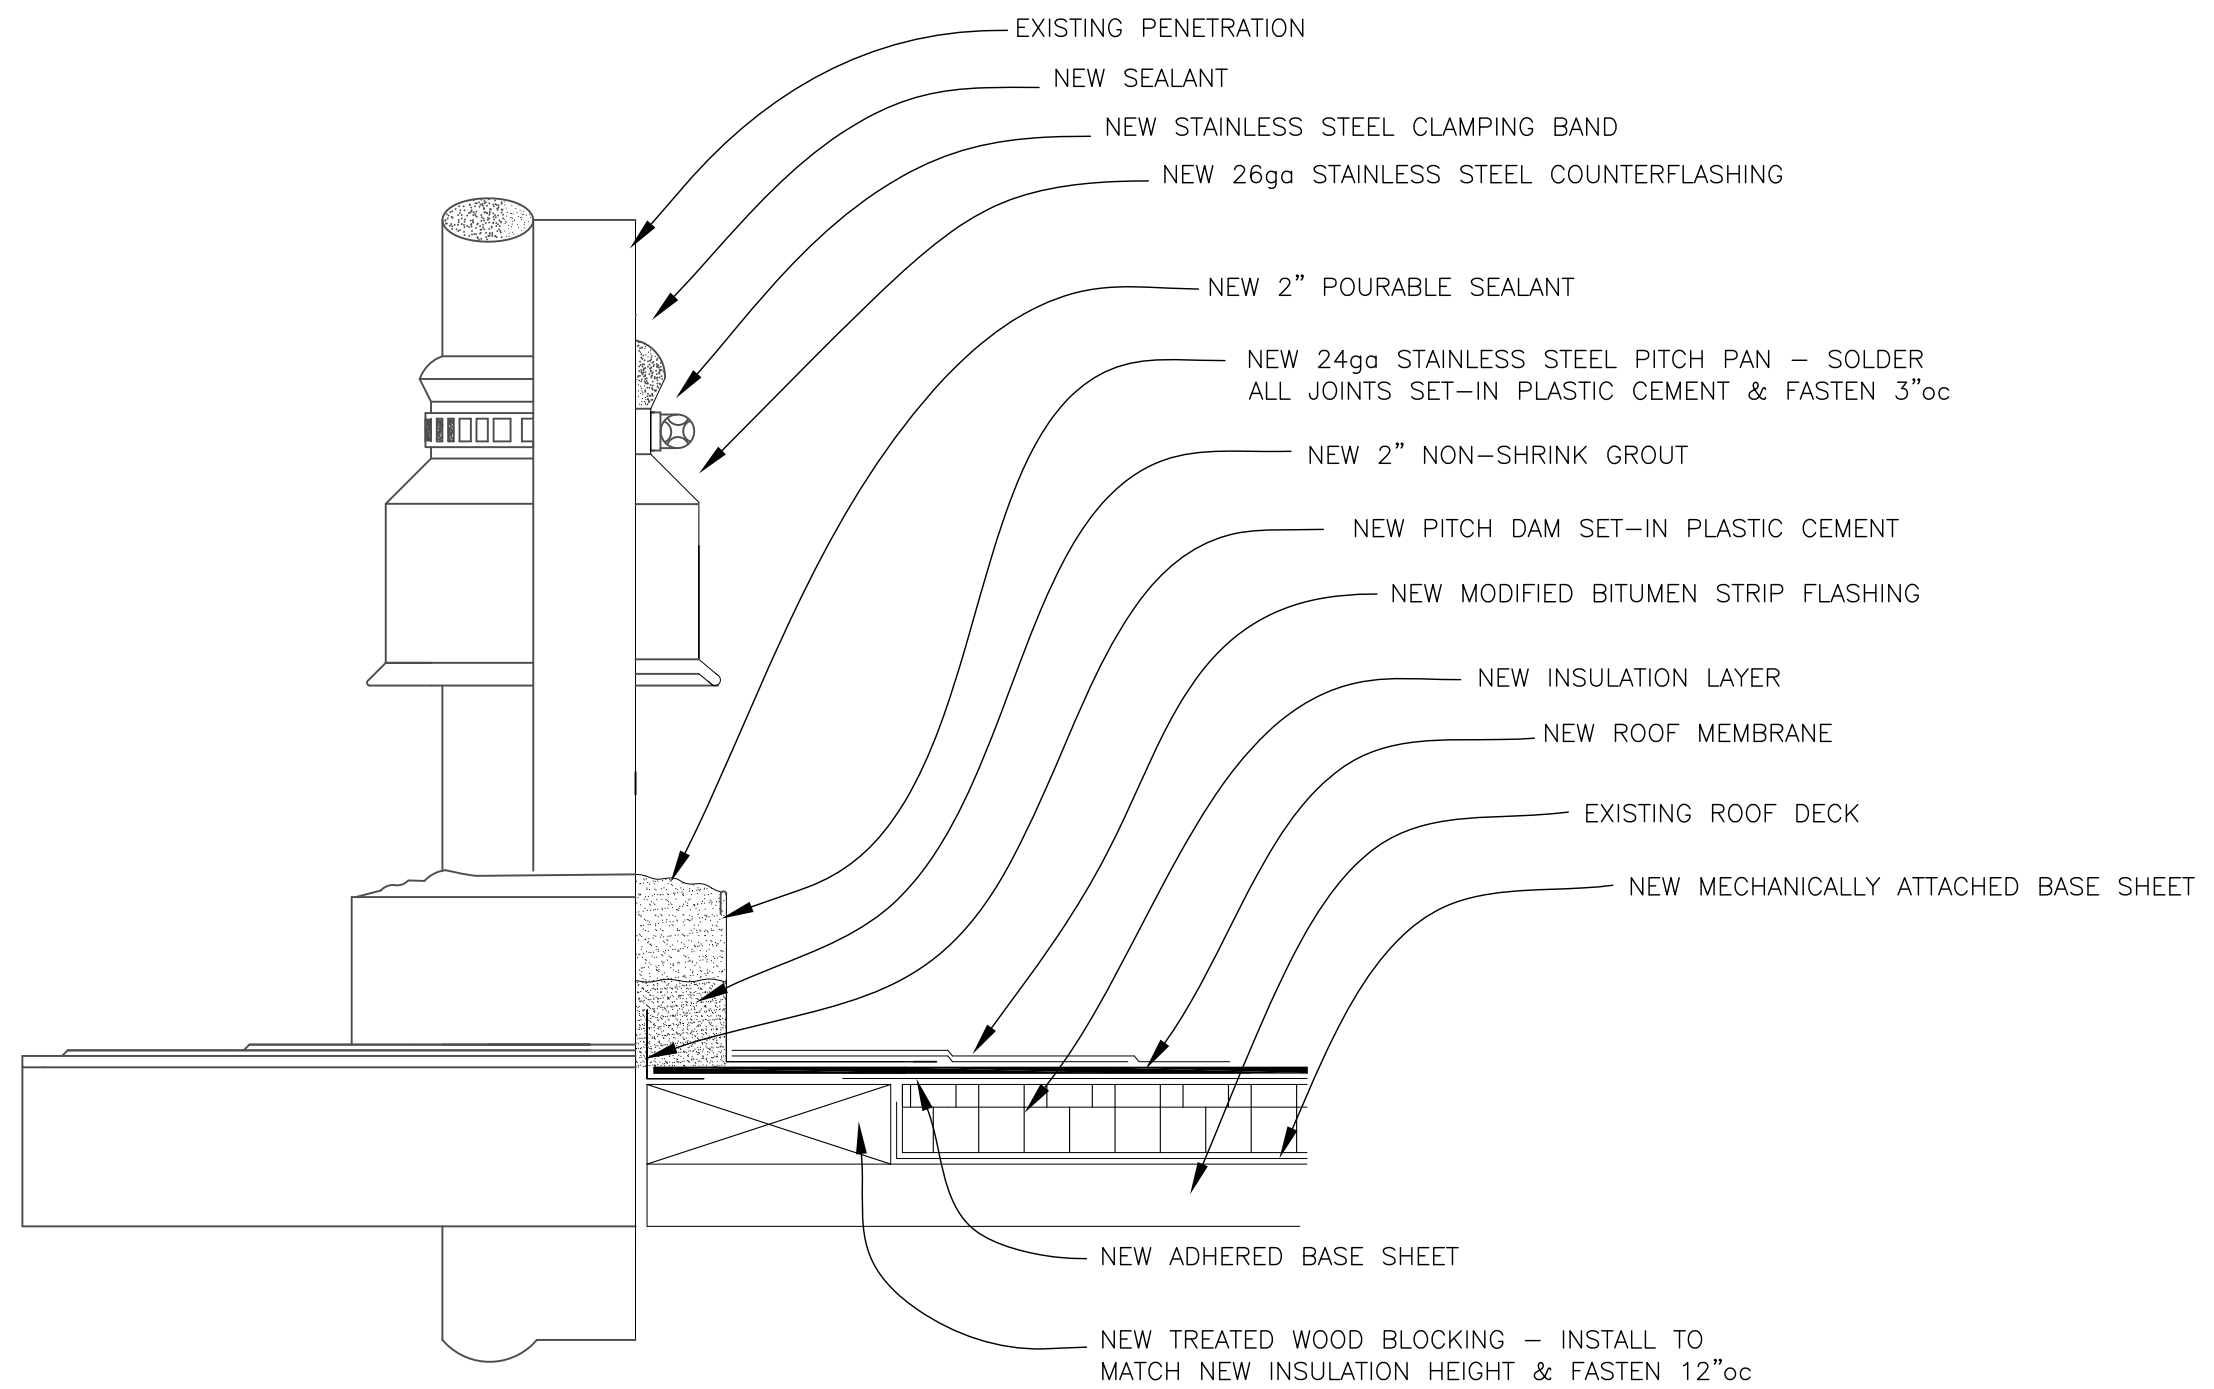 EXISTING PENETRATION
NEW SEALANT
NEW STAINLESS STEEL CLAMPING BAND
NEW 26ga STAINLESS STEEL COUNTERFLASHING
NEW 2” POURABLE SEALANT
NEW 24ga STAINLESS STEEL PITCH PAN – SOLDER
ALL JOINTS SET–IN PLASTIC CEMENT & FASTEN 3”oc
NEW 2” NON–SHRINK GROUT
NEW PITCH DAM SET–IN PLASTIC CEMENT
NEW MODIFIED BITUMEN STRIP FLASHING
NEW INSULATION LAYER
NEW ROOF MEMBRANE
EXISTING ROOF DECK
NEW MECHANICALLY ATTACHED BASE SHEET
NEW ADHERED BASE SHEET
NEW TREATED WOOD BLOCKING – INSTALL TO
MATCH NEW INSULATION HEIGHT & FASTEN 12”oc